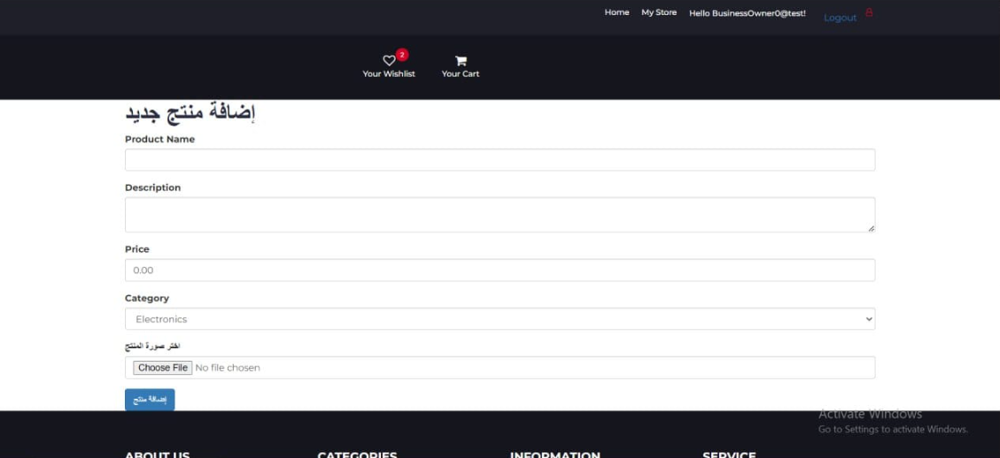 Home My Store Hello BusinessOwner0@test! Logout
2
Your Wishlist Your Cart
إضافة منتج جديد
Product Name
Description
Price
0.00
Category
Electronics
اختر صورة المنتج
Choose File No file chosen
إضافة منتج
Activate Windows
Go to Settings to activate Windows.
ABOUT US CATEGORIES INFORMATION SERVICE